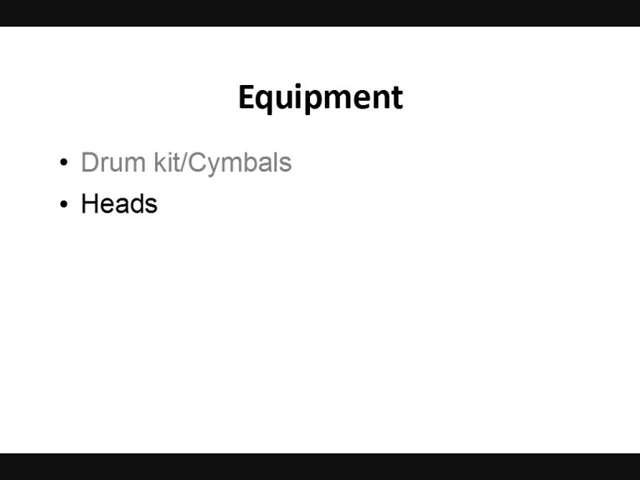 Equipment
• Drum kit/Cymbals
• Heads